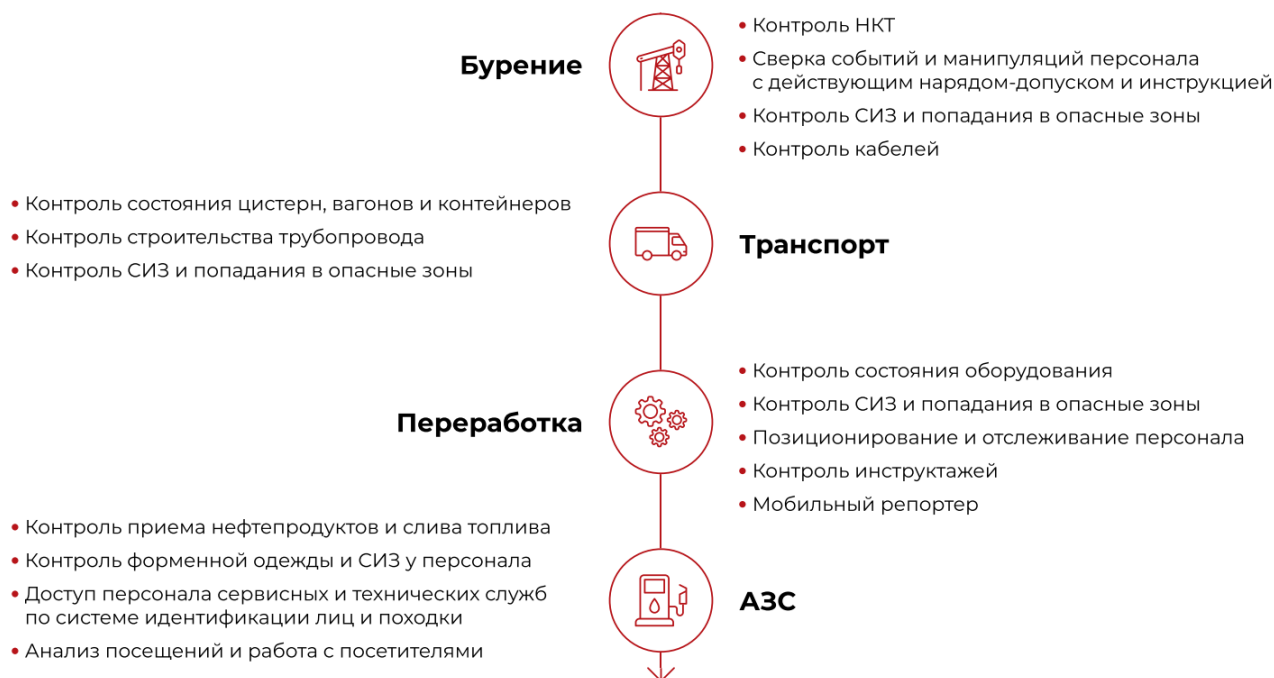 Бурение
• Контроль НКТ
• Сверка событий и манипуляций персонала
с действующим нарядом-допуском и инструкцией
• Контроль СИЗ и попадания в опасные зоны
• Контроль кабелей
Транспорт
• Контроль состояния цистерн, вагонов и контейнеров
• Контроль строительства трубопровода
• Контроль СИЗ и попадания в опасные зоны
Переработка
• Контроль состояния оборудования
• Контроль СИЗ и попадания в опасные зоны
• Позиционирование и отслеживание персонала
• Контроль инструктажей
• Мобильный репортер
АЗС
• Контроль приема нефтепродуктов и слива топлива
• Контроль форменной одежды и СИЗ у персонала
• Доступ персонала сервисных и технических служб
по системе идентификации лиц и походки
• Анализ посещений и работа с посетителями